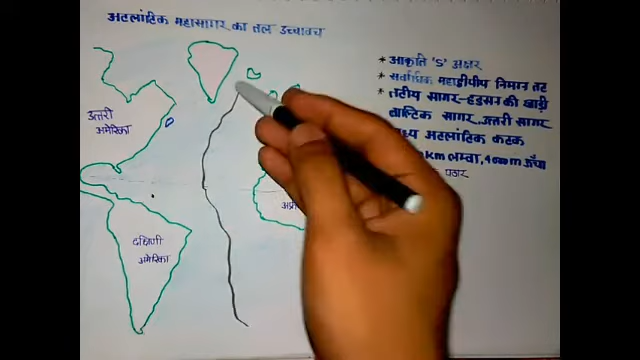 अटलांटिक महासागर का तल उच्चावच
* आकृति 'S' अक्षर
* सर्वाधिक महाद्वीपीय निमग्न तट
* तटीय सागर-हडसन की खाड़ी
बाल्टिक सागर, उत्तरी सागर
मध्य अटलांटिक कटक
km लम्बा, 4000m ऊँचा
पठार
उत्तरी
अमेरिका
दक्षिणी
अमेरिका